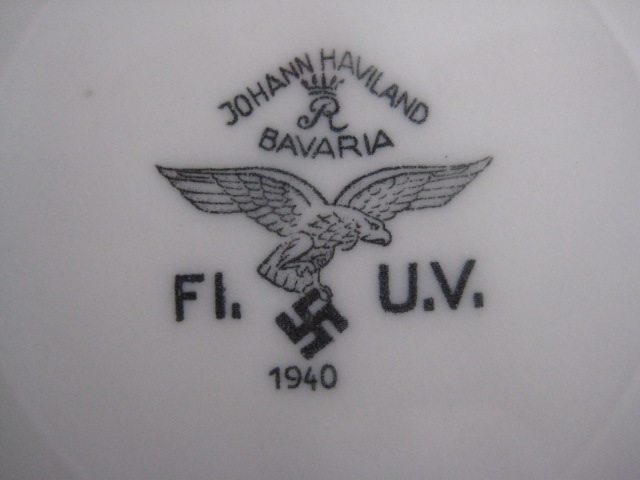 JOHANN HAVILAND
R
BAVARIA
Fl. U.V.
1940